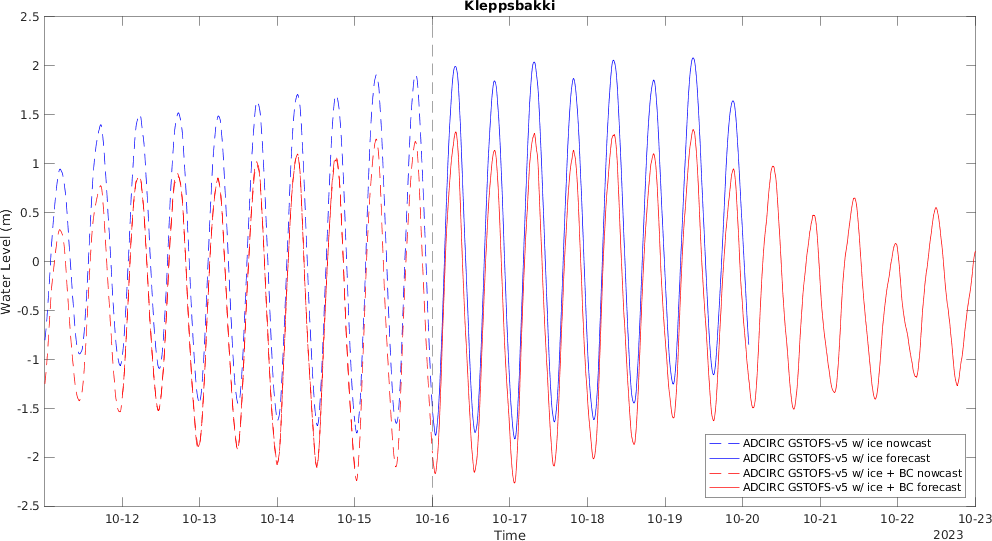 Kleppsbakki
2.5
2
1.5
1
0.5
0
-0.5
-1
-1.5
-2
-2.5
Water Level (m)
ADCIRC GSTOFS-v5 w/ ice nowcast
ADCIRC GSTOFS-v5 w/ ice forecast
ADCIRC GSTOFS-v5 w/ ice + BC nowcast
ADCIRC GSTOFS-v5 w/ ice + BC forecast
10-12 10-13 10-14 10-15 10-16 10-17 10-18 10-19 10-20 10-21 10-22 10-23
Time
2023